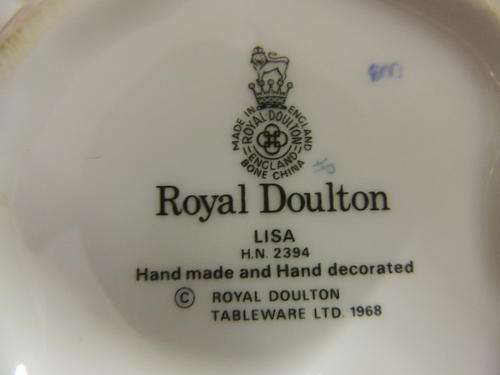 MADE IN ENGLAND
ROYAL DOULTON
ENGLAND
BONE CHINA
Royal Doulton
LISA
H.N. 2394
Hand made and Hand decorated
© ROYAL DOULTON
TABLEWARE LTD. 1968